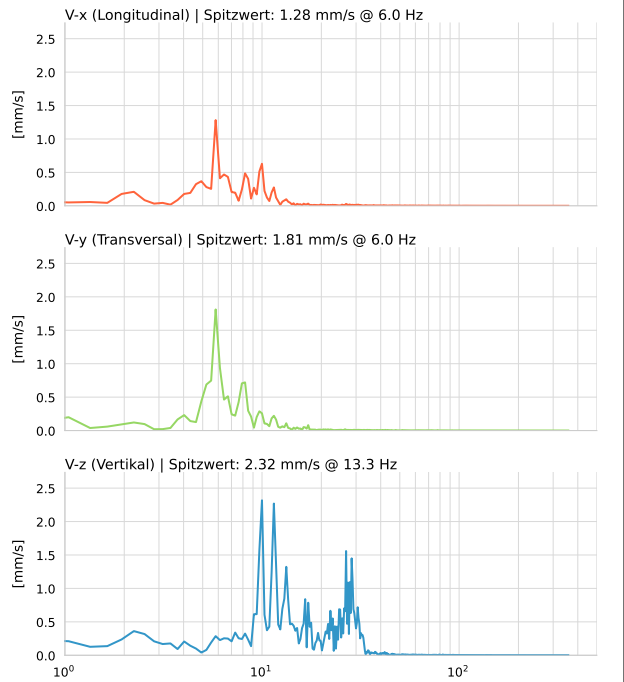 V-x (Longitudinal) | Spitzwert: 1.28 mm/s @ 6.0 Hz
2.5
2.0
1.5
1.0
0.5
0.0
[mm/s]
V-y (Transversal) | Spitzwert: 1.81 mm/s @ 6.0 Hz
2.5
2.0
1.5
1.0
0.5
0.0
[mm/s]
V-z (Vertikal) | Spitzwert: 2.32 mm/s @ 13.3 Hz
2.5
2.0
1.5
1.0
0.5
0.0
[mm/s]
10⁰ 10¹ 10²